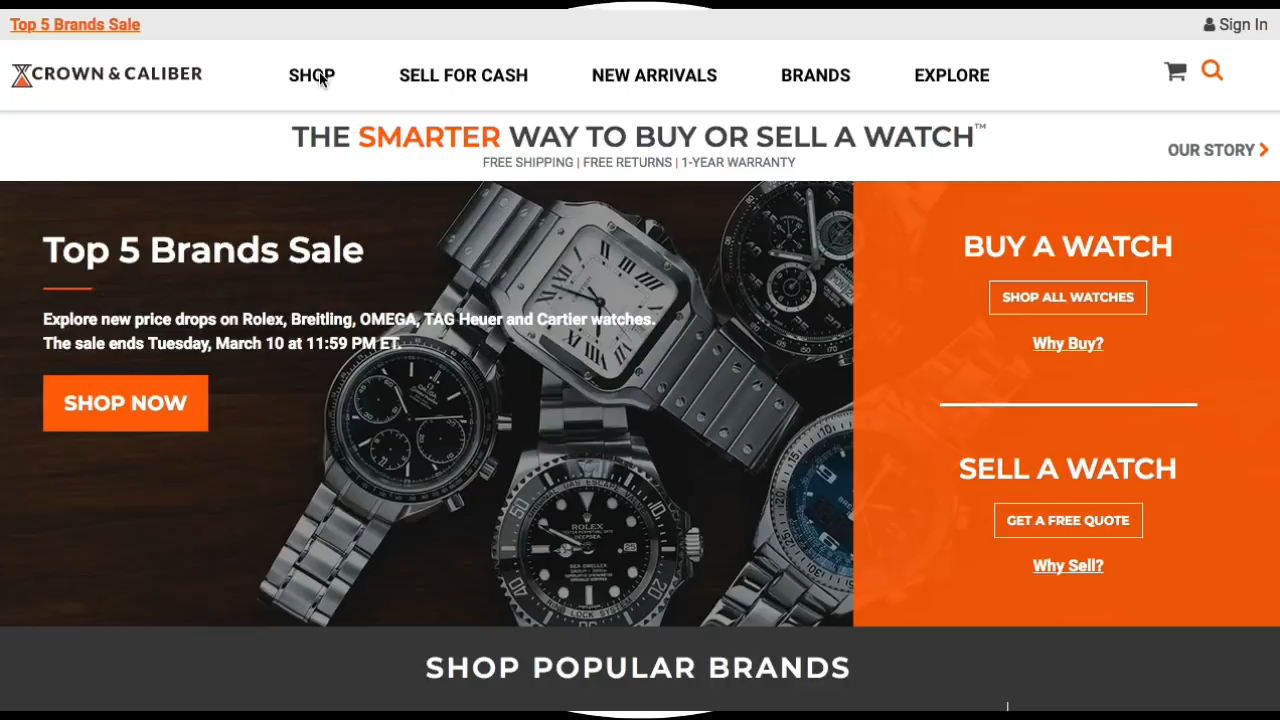 Top 5 Brands Sale
Sign In
CROWN & CALIBER
SHOP
SELL FOR CASH
NEW ARRIVALS
BRANDS
EXPLORE
THE SMARTER WAY TO BUY OR SELL A WATCH™
FREE SHIPPING | FREE RETURNS | 1-YEAR WARRANTY
OUR STORY
Top 5 Brands Sale
Explore new price drops on Rolex, Breitling, OMEGA, TAG Heuer and Cartier watches.
The sale ends Tuesday, March 10 at 11:59 PM ET.
SHOP NOW
BUY A WATCH
SHOP ALL WATCHES
Why Buy?
SELL A WATCH
GET A FREE QUOTE
Why Sell?
ROLEX
DEEPSEA
SEA-DWELLER
SHOP POPULAR BRANDS